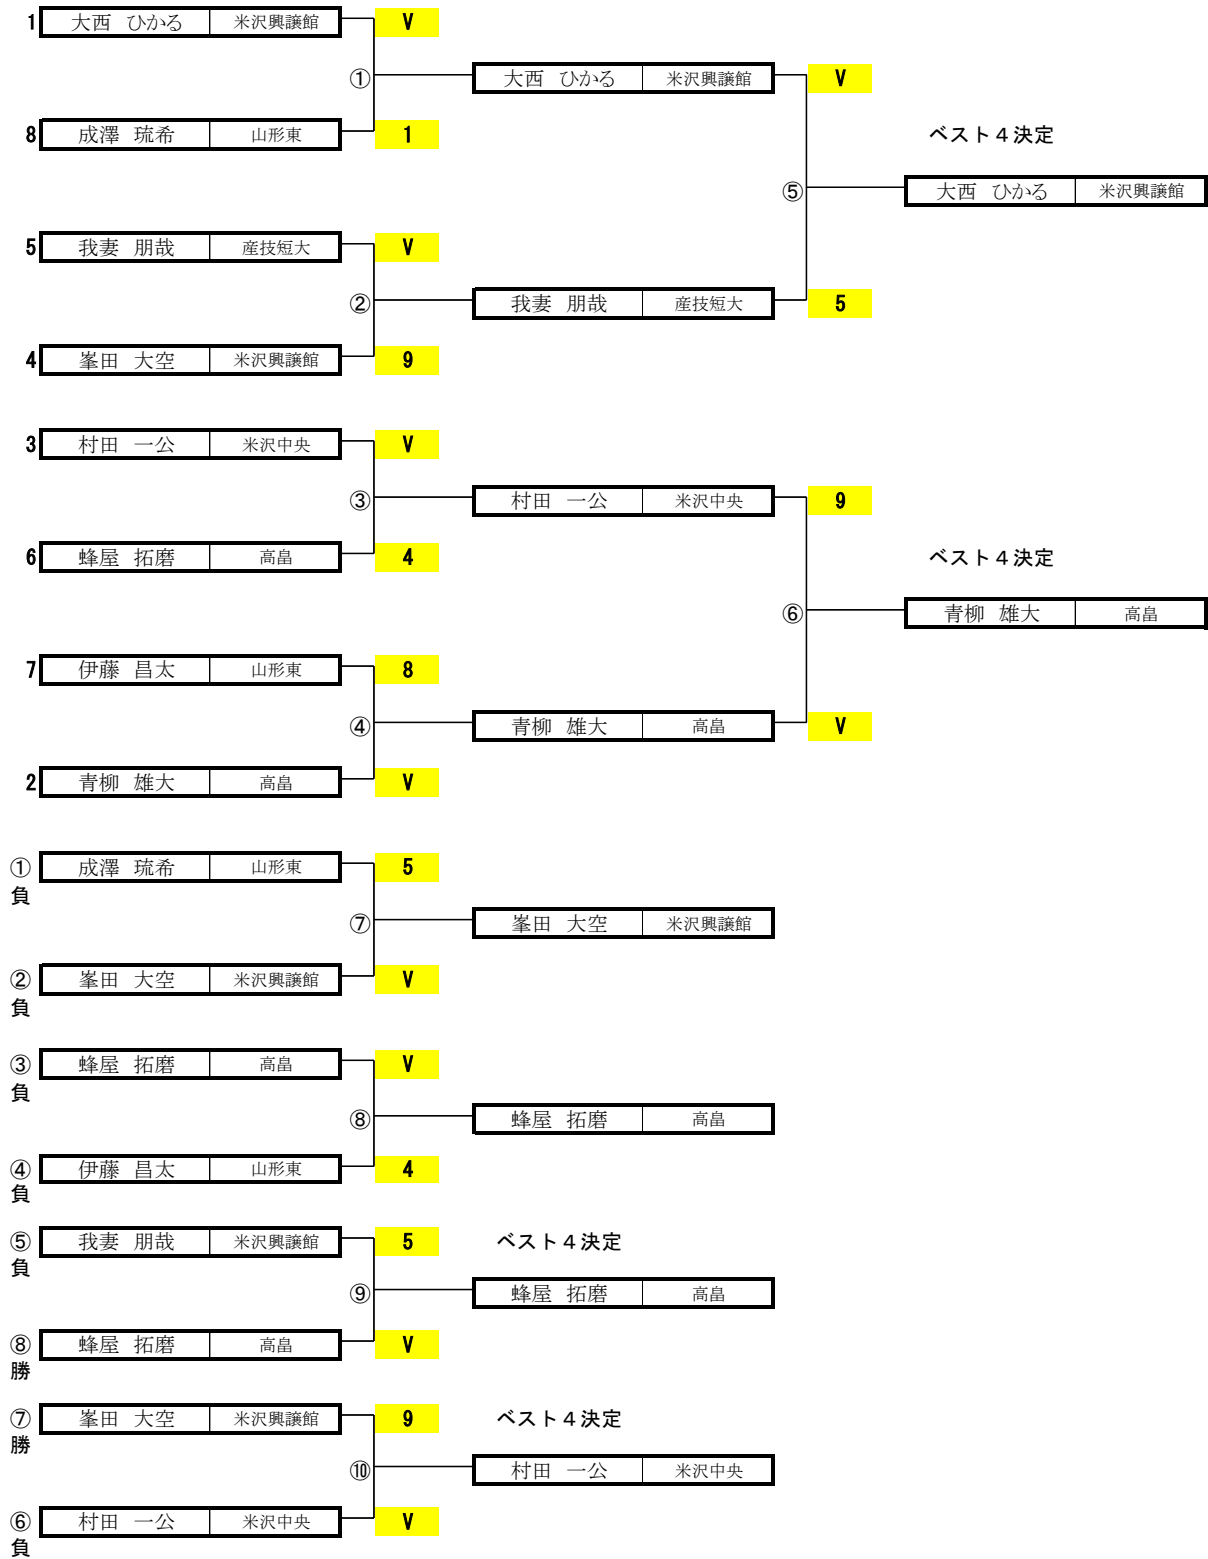 1 大西 ひかる 米沢興譲館 V
① 大西 ひかる 米沢興譲館 V
8 成澤 琉希 山形東 1
ベスト４決定
⑤ 大西 ひかる 米沢興譲館
5 我妻 朋哉 産技短大 V
② 我妻 朋哉 産技短大 5
4 峯田 大空 米沢興譲館 9
3 村田 一公 米沢中央 V
③ 村田 一公 米沢中央 9
6 蜂屋 拓磨 高畠 4
ベスト４決定
⑥ 青柳 雄大 高畠
7 伊藤 昌太 山形東 8
④ 青柳 雄大 高畠 V
2 青柳 雄大 高畠 V
①負 成澤 琉希 山形東 5
⑦ 峯田 大空 米沢興譲館
②負 峯田 大空 米沢興譲館 V
③負 蜂屋 拓磨 高畠 V
⑧ 蜂屋 拓磨 高畠
④負 伊藤 昌太 山形東 4
⑤負 我妻 朋哉 米沢興譲館 5 ベスト４決定
⑨ 蜂屋 拓磨 高畠
⑧勝 蜂屋 拓磨 高畠 V
⑦勝 峯田 大空 米沢興譲館 9 ベスト４決定
⑩ 村田 一公 米沢中央
⑥負 村田 一公 米沢中央 V